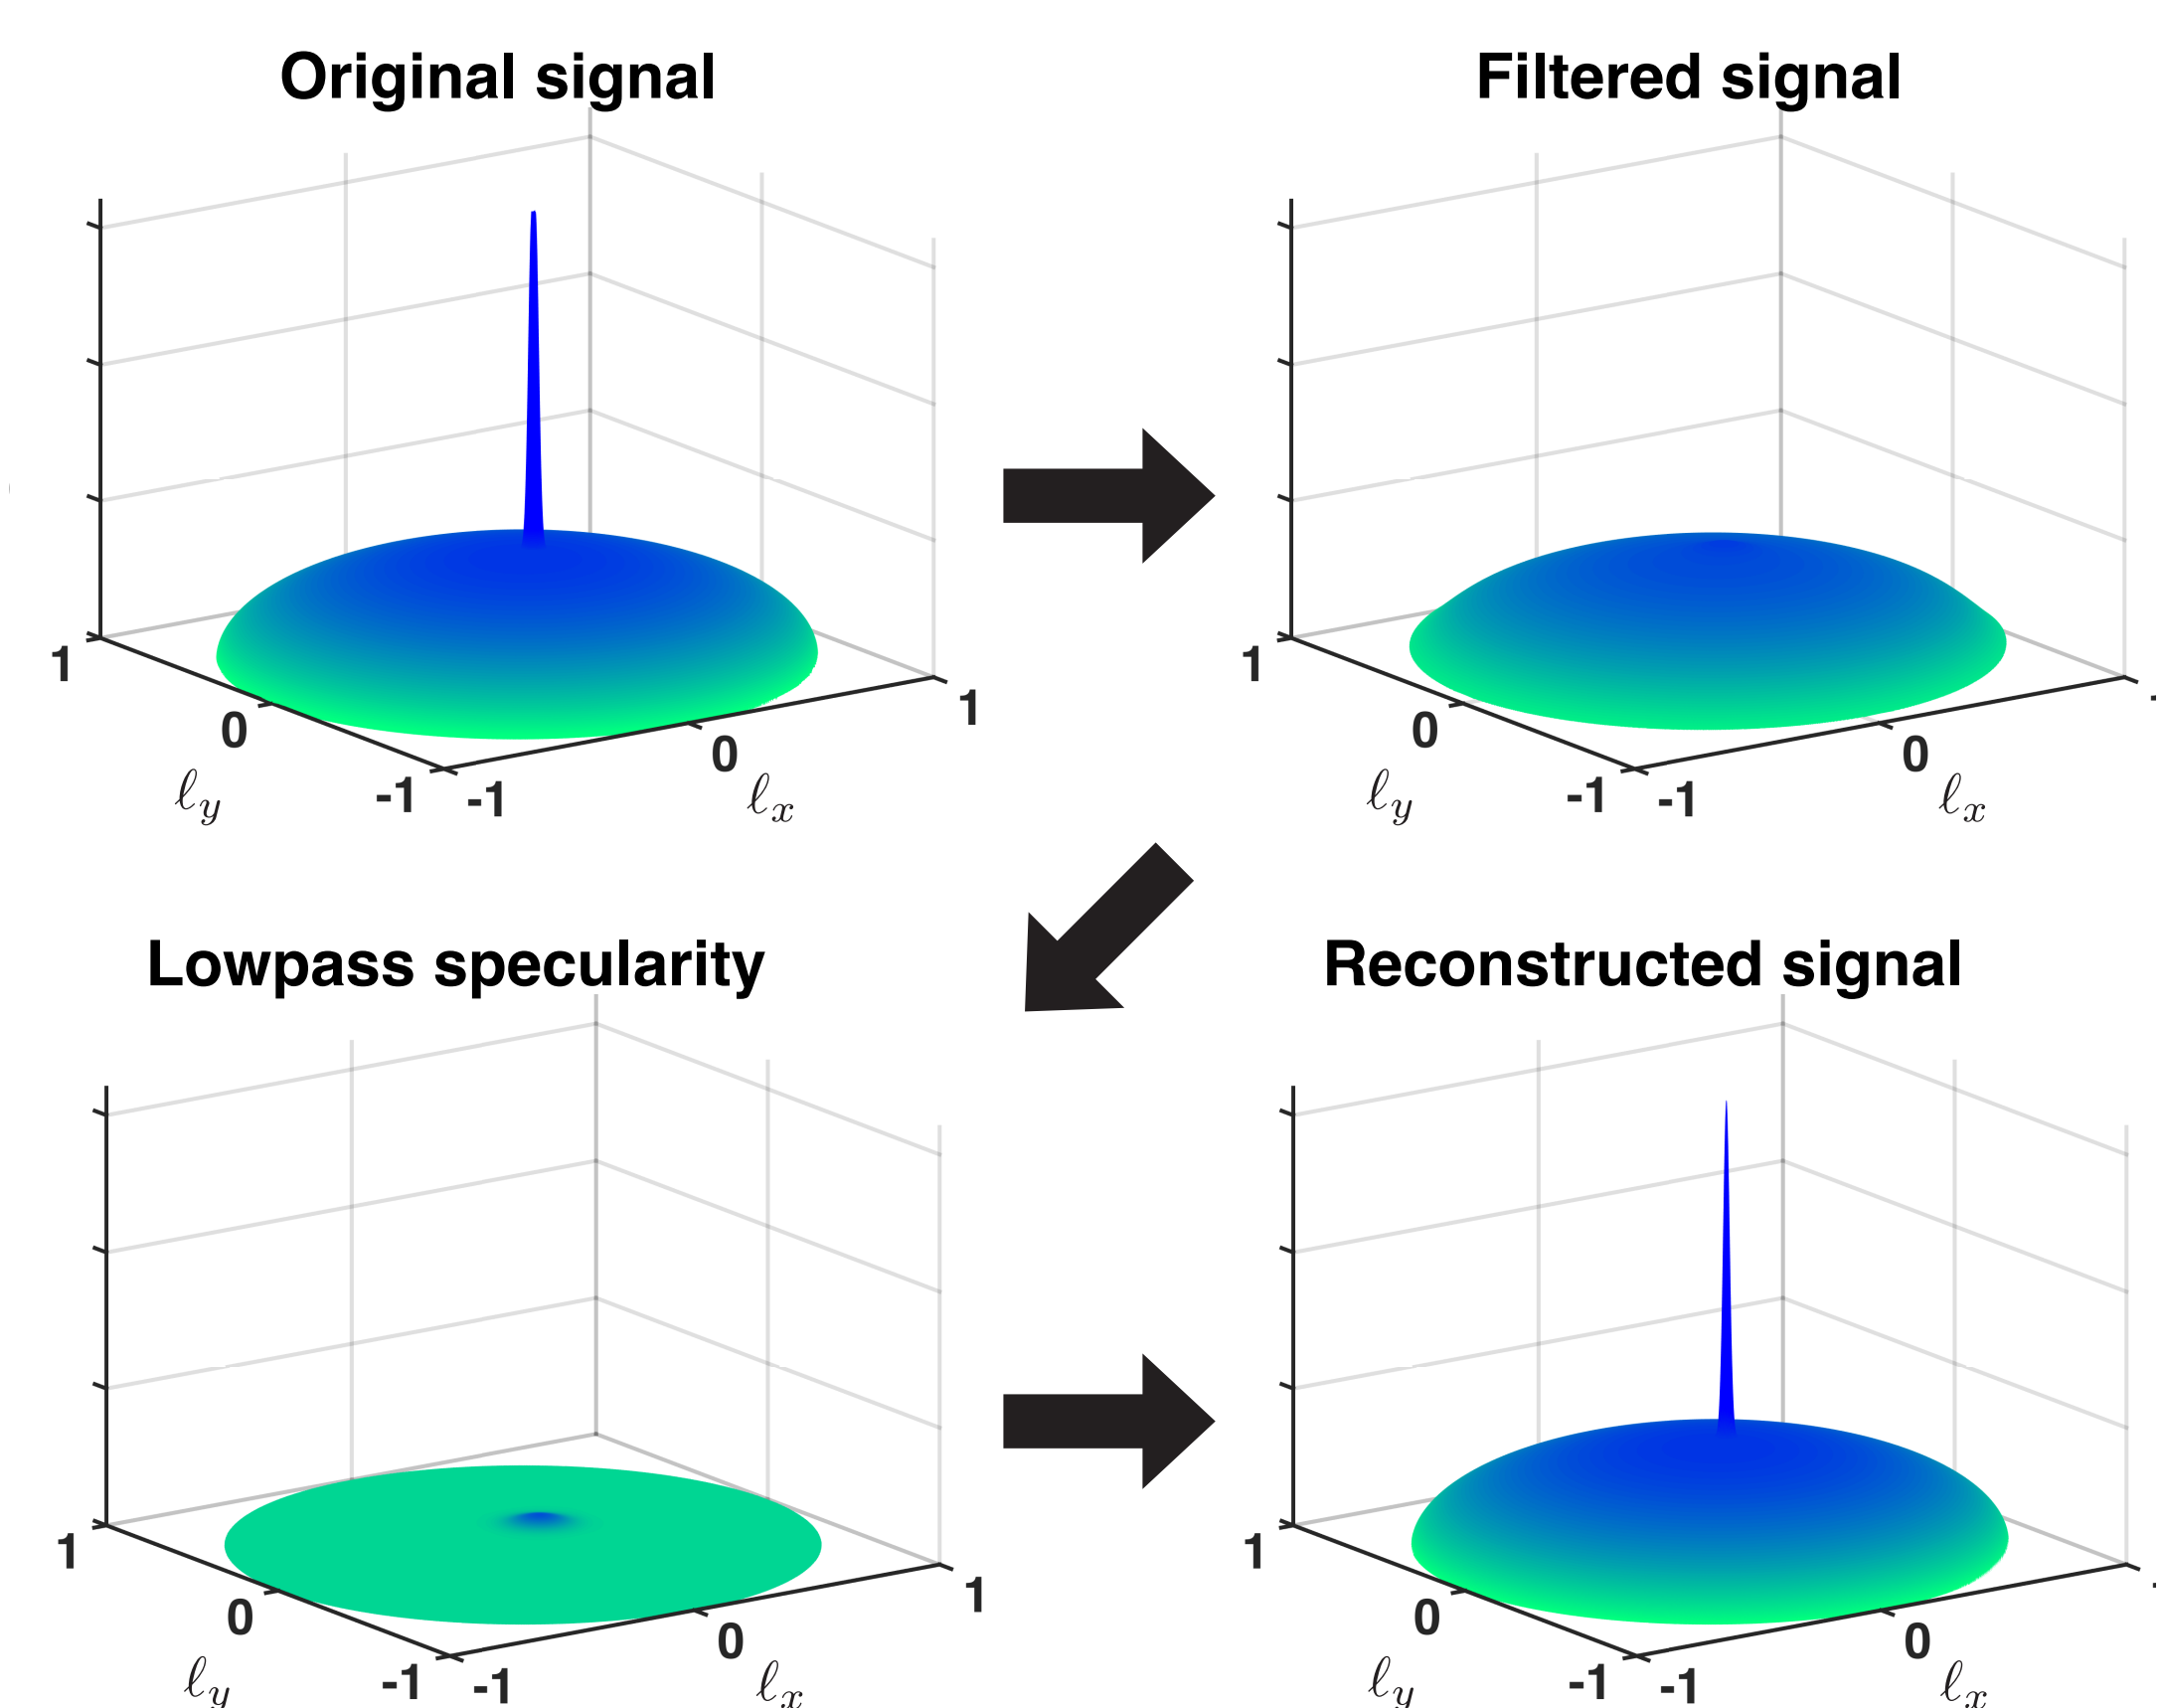 Original signal
1
0
-1
-1
0
1
ℓy
ℓx
Filtered signal
1
0
-1
-1
0
ℓy
ℓx
Lowpass specularity
1
0
-1
-1
0
1
ℓy
ℓx
Reconstructed signal
1
0
-1
-1
0
ℓy
ℓx